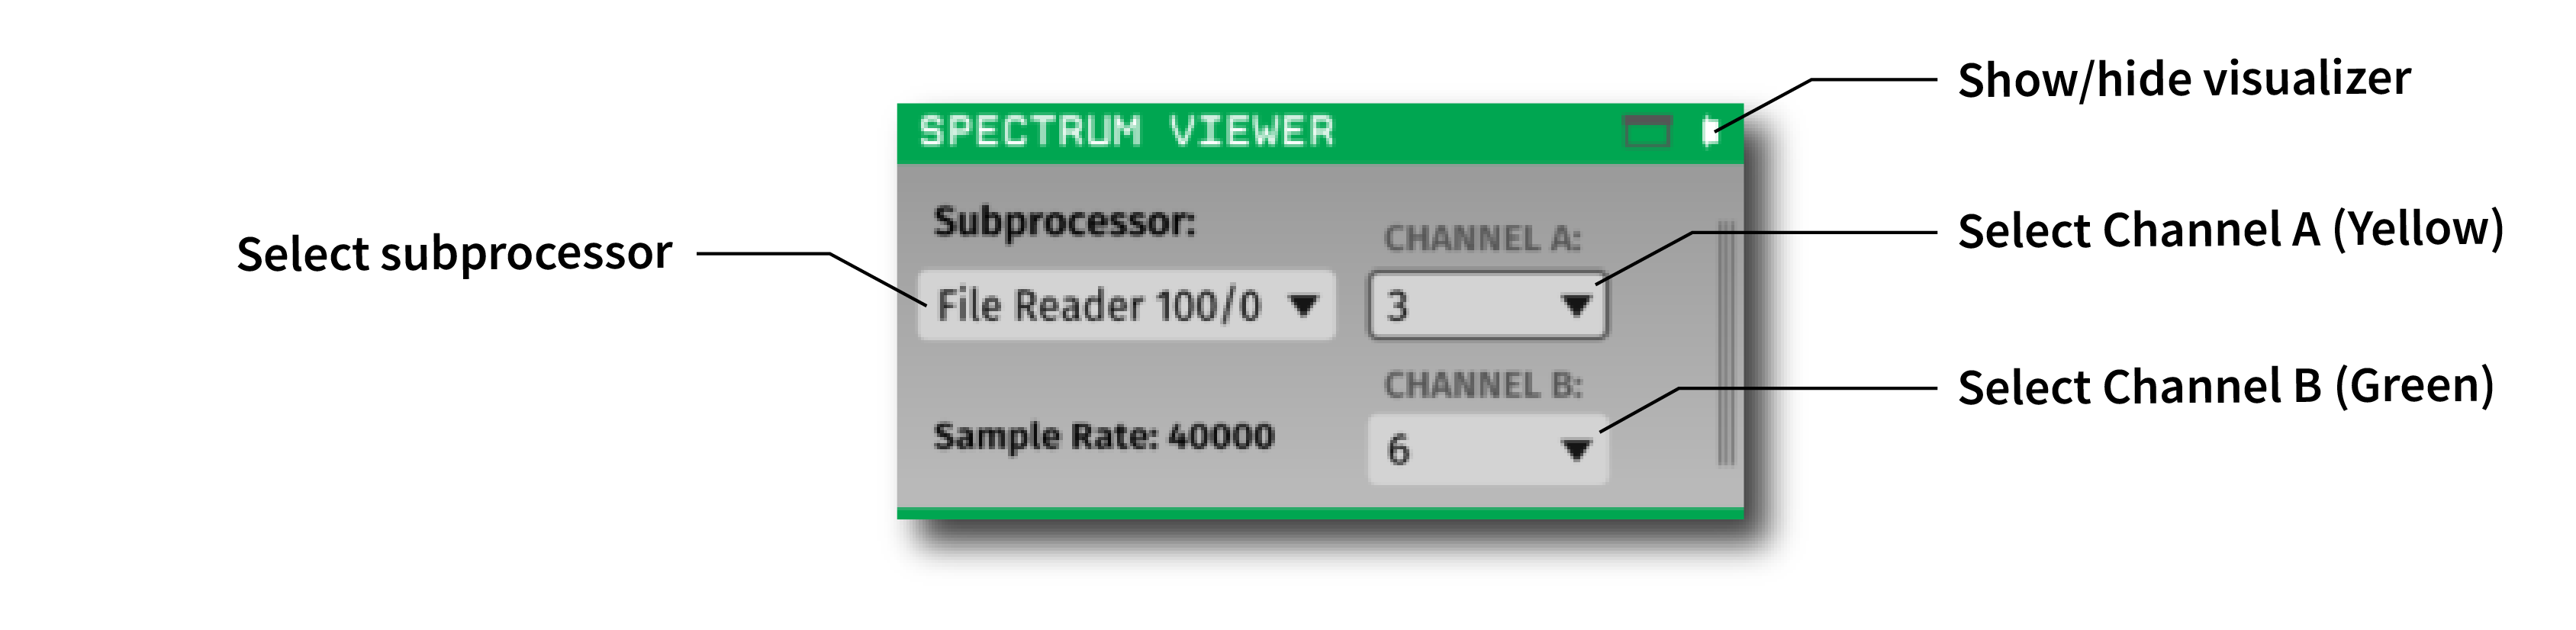 Show/hide visualizer
SPECTRUM VIEWER
Select subprocessor
Subprocessor:
File Reader 100/0
Sample Rate: 40000
CHANNEL A:
3
CHANNEL B:
6
Select Channel A (Yellow)
Select Channel B (Green)